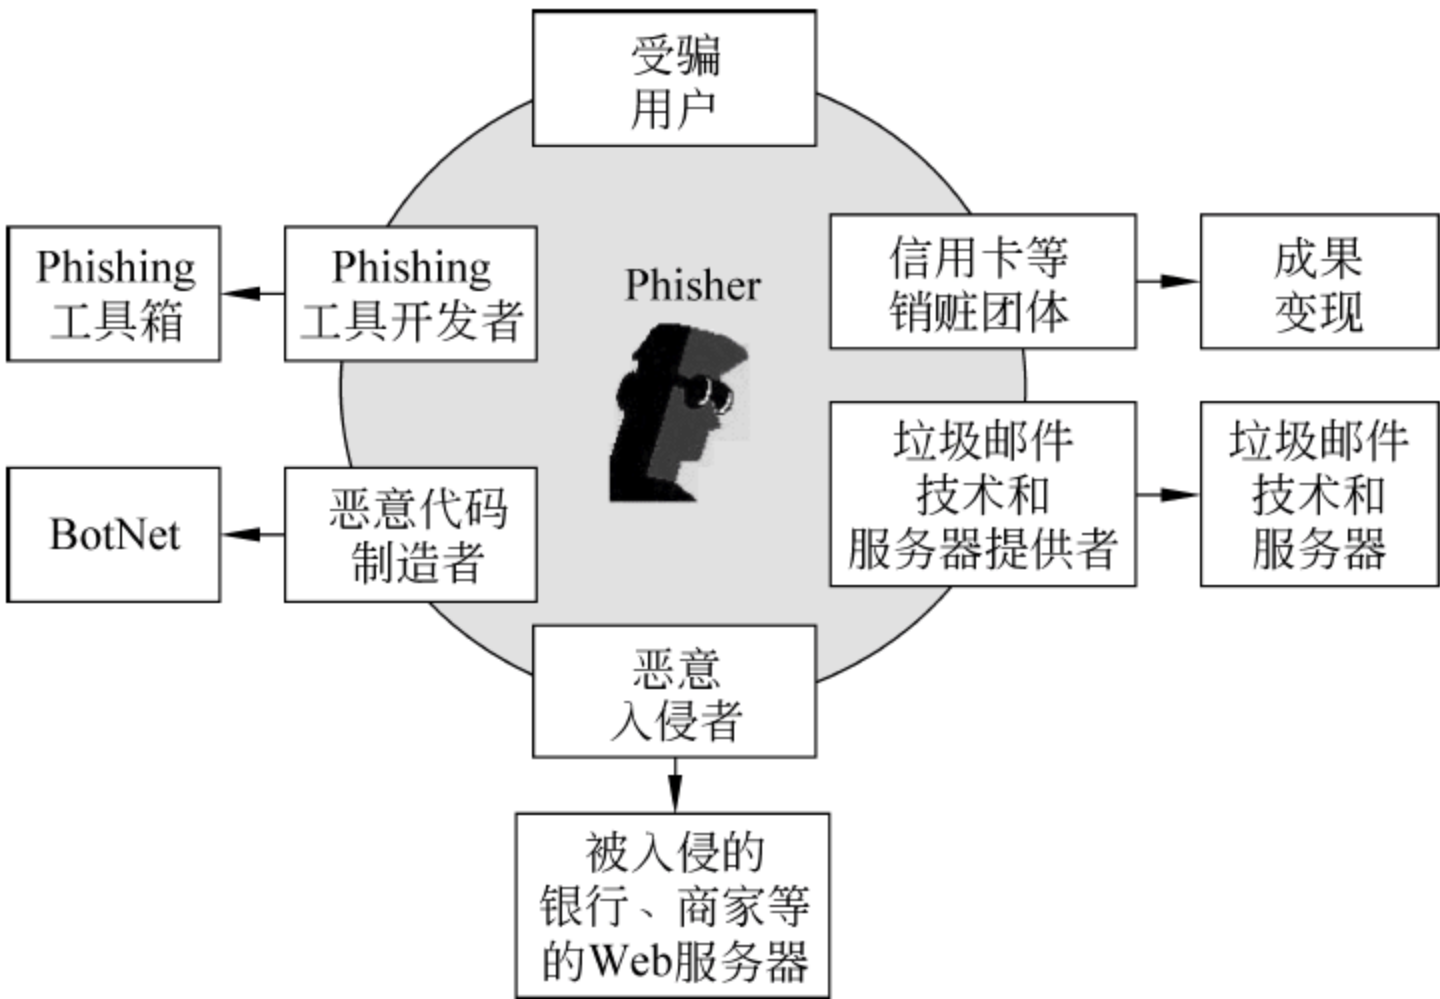 受骗
用户
Phishing
工具箱
Phishing
工具开发者
Phisher
信用卡等
销赃团体
成果
变现
BotNet
恶意代码
制造者
垃圾邮件
技术和
服务器提供者
垃圾邮件
技术和
服务器
恶意
入侵者
被入侵的
银行、商家等
的Web服务器